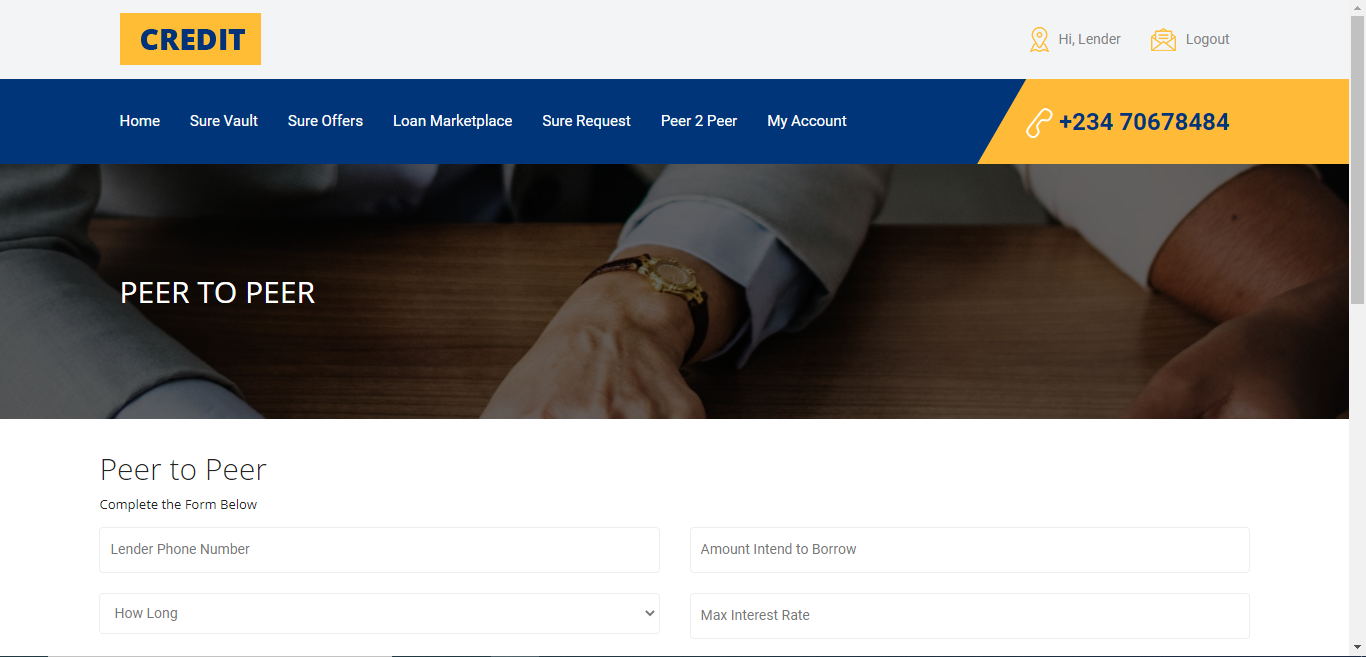 CREDIT
Hi, Lender
Logout
Home
Sure Vault
Sure Offers
Loan Marketplace
Sure Request
Peer 2 Peer
My Account
+234 70678484
PEER TO PEER
Peer to Peer
Complete the Form Below
Lender Phone Number
Amount Intend to Borrow
How Long
Max Interest Rate